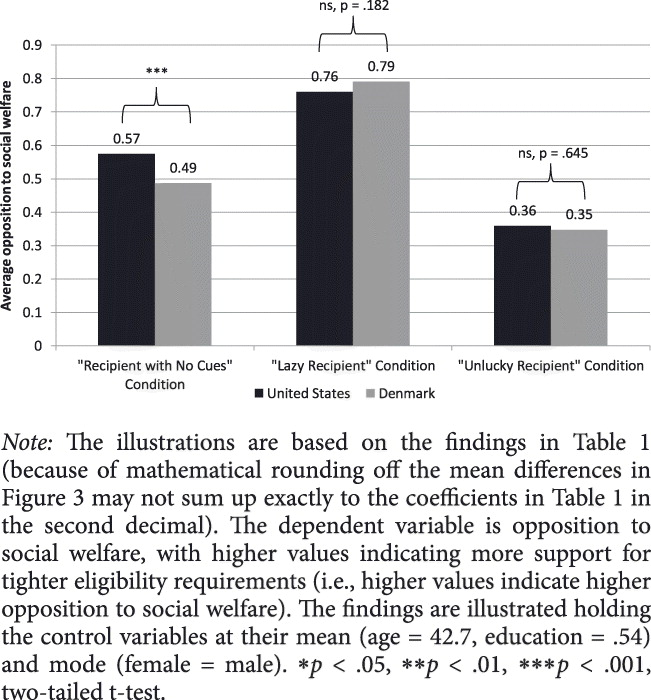 ns, p = .182
0.9
0.8
0.7
0.6
0.5
0.4
0.3
0.2
0.1
0
Average opposition to social welfare
***
0.57
0.49
0.76
0.79
ns, p = .645
0.36
0.35
"Recipient with No Cues"
Condition
"Lazy Recipient" Condition
"Unlucky Recipient" Condition
United States
Denmark
Note: The illustrations are based on the findings in Table 1
(because of mathematical rounding off the mean differences in
Figure 3 may not sum up exactly to the coefficients in Table 1 in
the second decimal). The dependent variable is opposition to
social welfare, with higher values indicating more support for
tighter eligibility requirements (i.e., higher values indicate higher
opposition to social welfare). The findings are illustrated holding
the control variables at their mean (age = 42.7, education = .54)
and mode (female = male). *p < .05, **p < .01, ***p < .001,
two-tailed t-test.